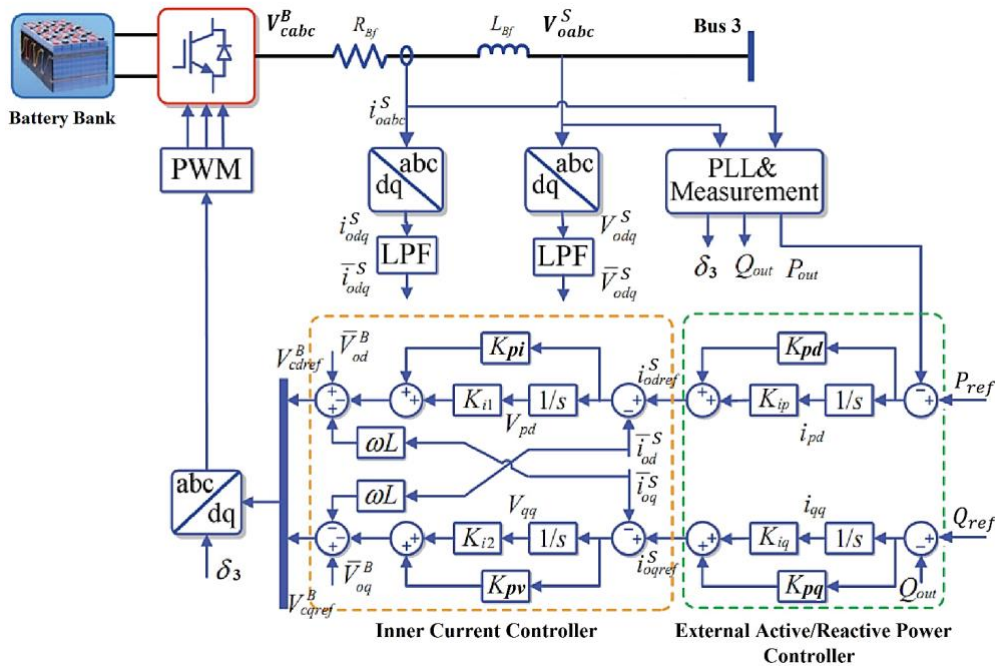 V^B_cabc
R_Bf
L_Bf
V^S_oabc
Bus 3
Battery Bank
i^S_oabc
PWM
abc
dq
abc
dq
PLL&
Measurement
i^S_odq
V^S_odq
LPF
LPF
δ3
Q_out
P_out
i̅^S_odq
V̅^S_odq
V^B_cdref
V̅^B_od
K_pi
K_i1
1/s
V_pd
i^S_odref
K_pd
K_ip
1/s
i_pd
P_ref
ωL
i̅^S_od
ωL
i̅^S_oq
abc
dq
δ3
V_qq
K_i2
1/s
V̅^B_oq
K_pv
i^S_oqref
i_qq
K_iq
1/s
K_pq
Q_ref
Q_out
V^B_cqref
Inner Current Controller
External Active/Reactive Power
Controller